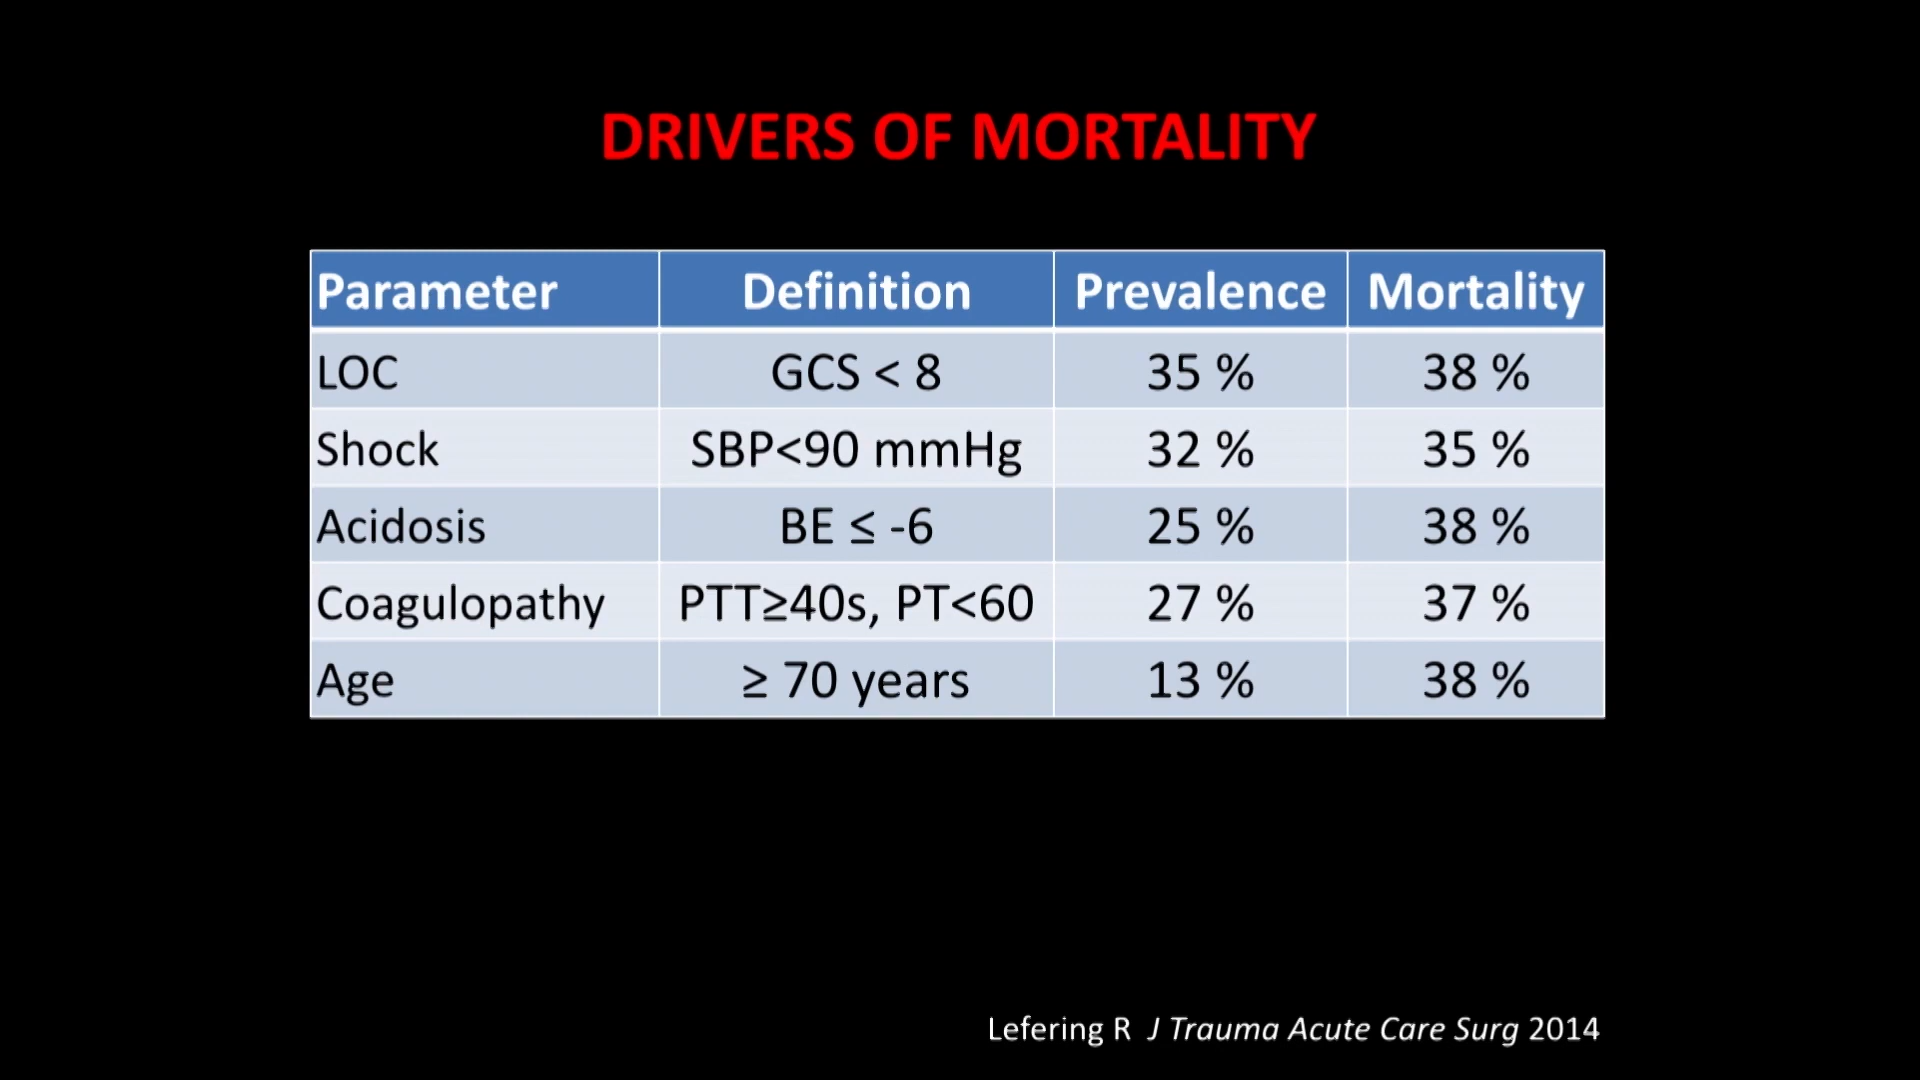 DRIVERS OF MORTALITY
Parameter Definition Prevalence Mortality
LOC GCS < 8 35 % 38 %
Shock SBP<90 mmHg 32 % 35 %
Acidosis BE ≤ -6 25 % 38 %
Coagulopathy PTT≥40s, PT<60 27 % 37 %
Age ≥ 70 years 13 % 38 %
Lefering R J Trauma Acute Care Surg 2014